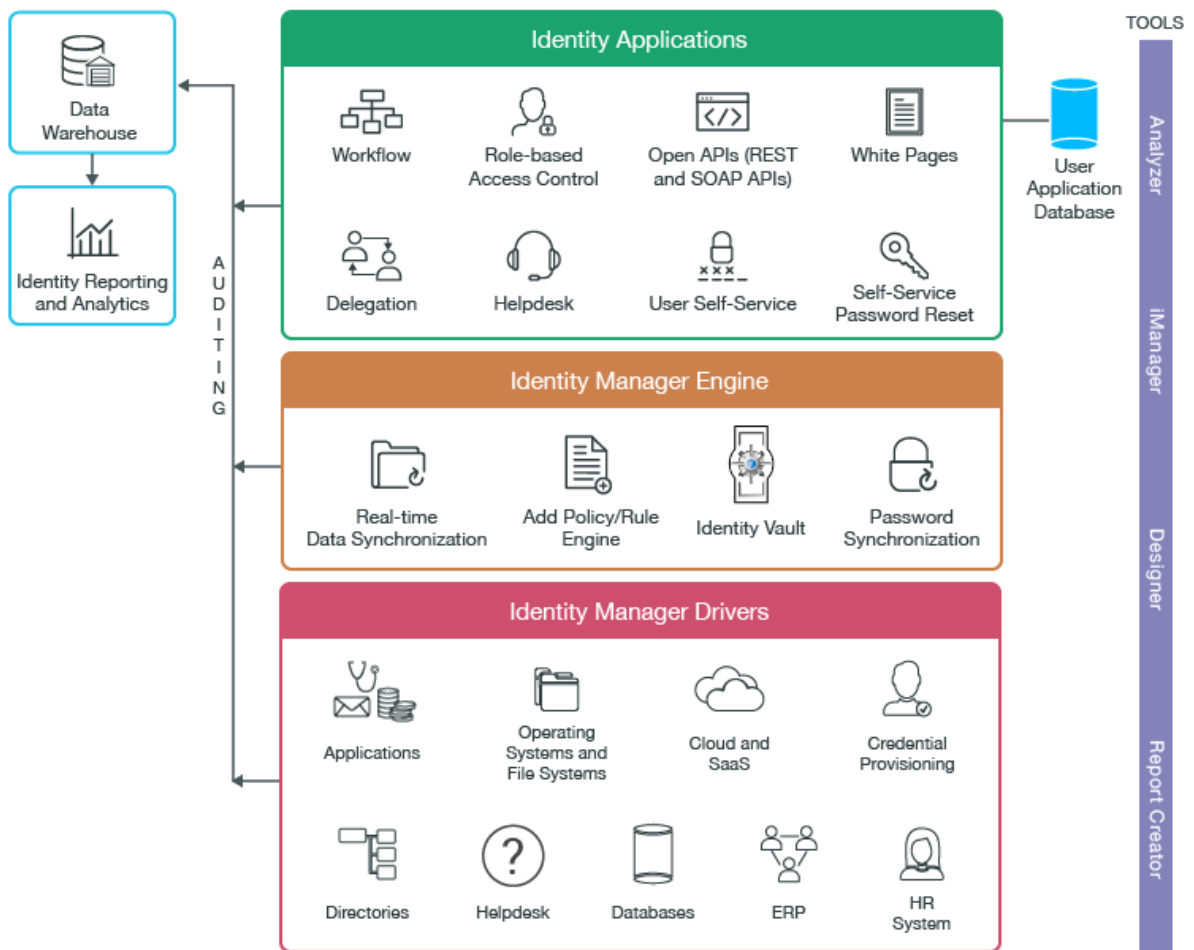 Data
Warehouse
Identity Reporting
and Analytics
AUDITING
Identity Applications
Workflow
Role-based
Access Control
Open APIs (REST
and SOAP APIs)
White Pages
Delegation
Helpdesk
User Self-Service
Self-Service
Password Reset
Identity Manager Engine
Real-time
Data Synchronization
Add Policy/Rule
Engine
Identity Vault
Password
Synchronization
Identity Manager Drivers
Applications
Operating
Systems and
File Systems
Cloud and
SaaS
Credential
Provisioning
Directories
?
Helpdesk
Databases
ERP
HR
System
User
Application
Database
TOOLS
Analyzer
iManager
Designer
Report Creator